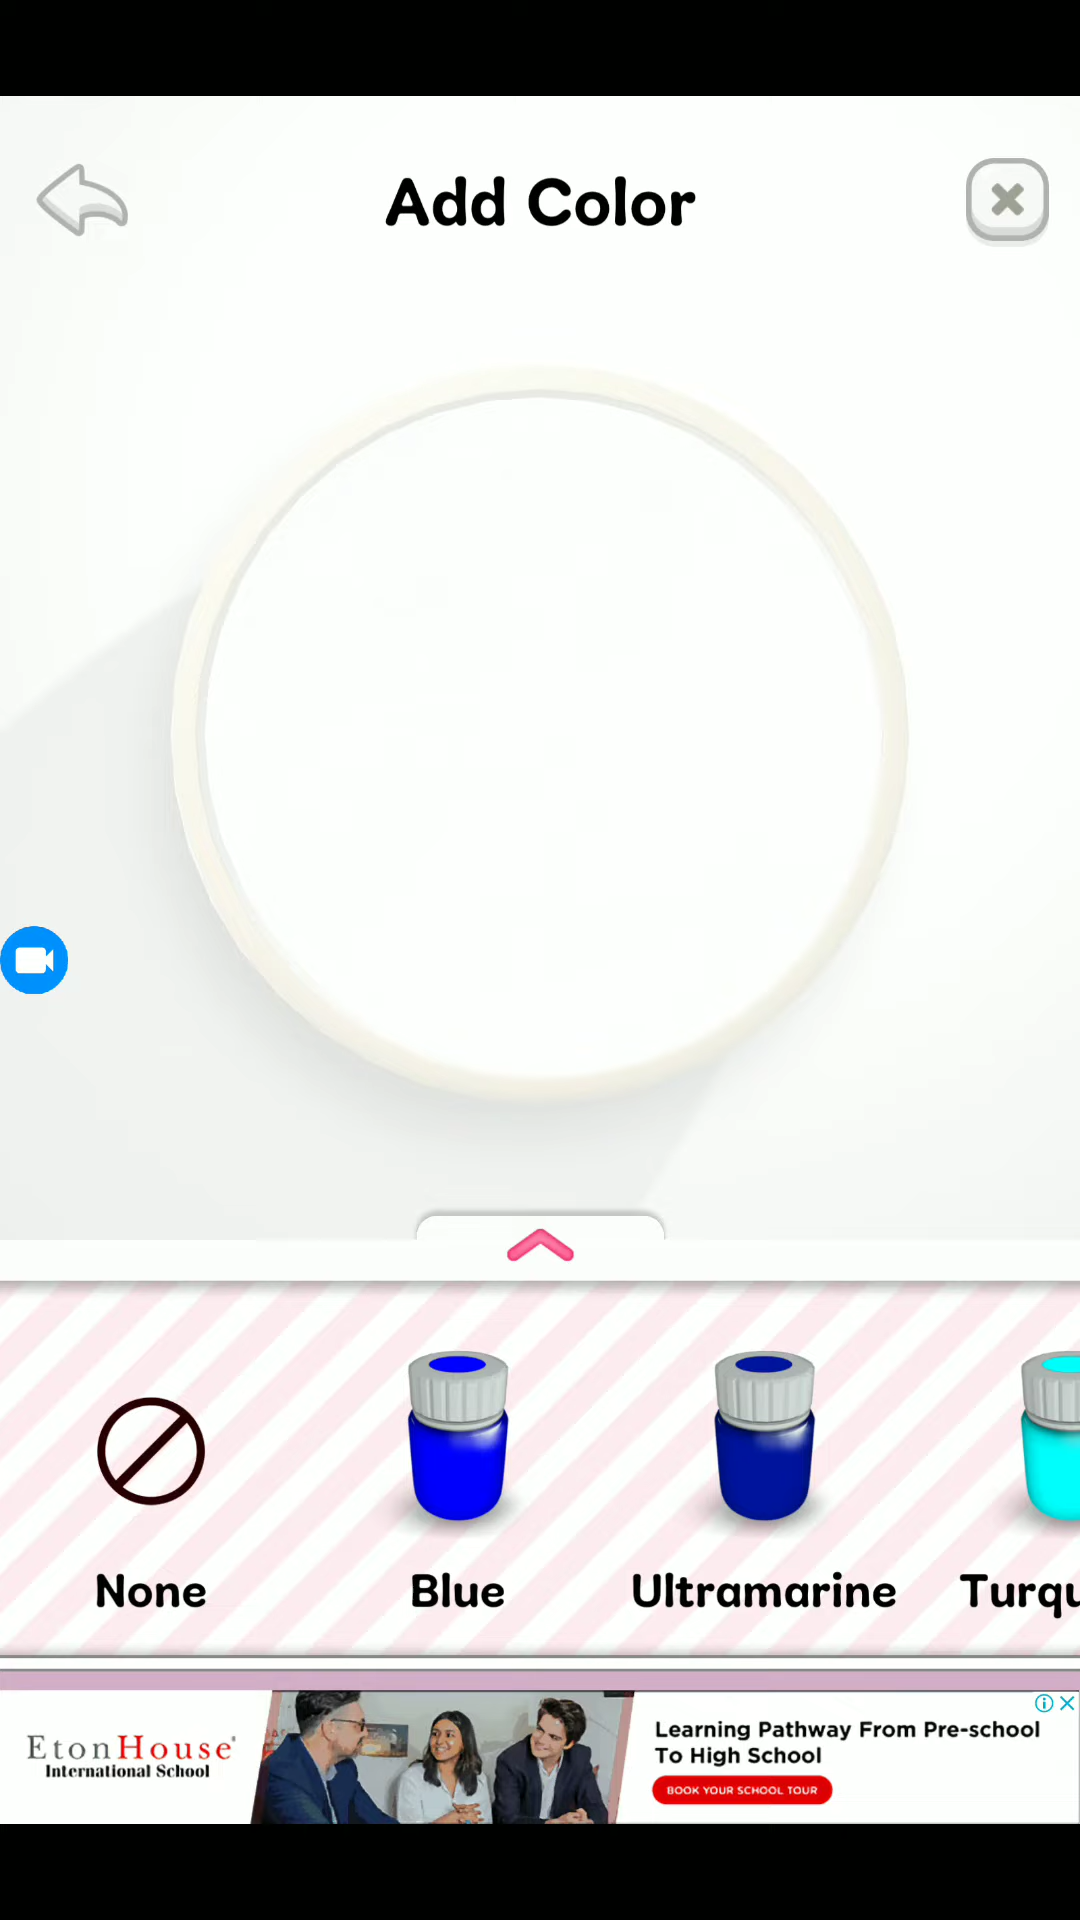 Add Color
None
Blue
Ultramarine
Turqu
EtonHouse
International School
Learning Pathway From Pre-school
To High School
BOOK YOUR SCHOOL TOUR